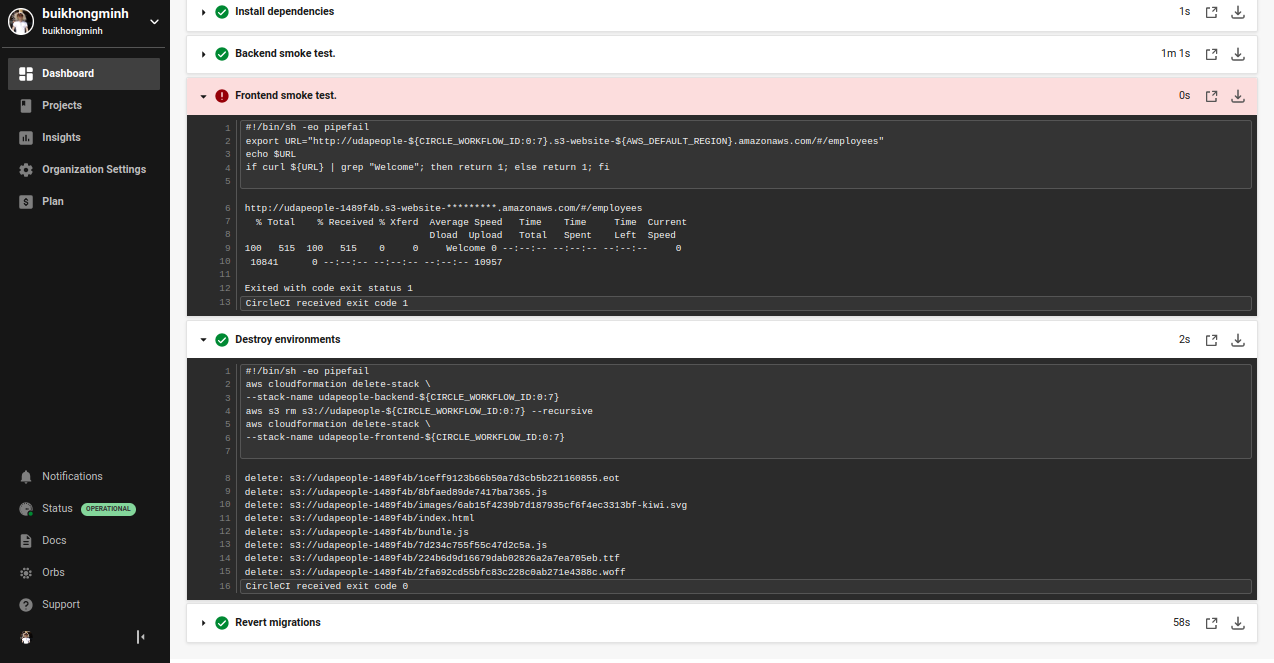 buikhongminh
buikhongminh
Dashboard
Projects
Insights
Organization Settings
Plan
Notifications
Status OPERATIONAL
Docs
Orbs
Support
Install dependencies 1s
Backend smoke test. 1m 1s
Frontend smoke test. 0s
1 #!/bin/sh -eo pipefail
2 export URL="http://udapeople-${CIRCLE_WORKFLOW_ID:0:7}.s3-website-${AWS_DEFAULT_REGION}.amazonaws.com/#/employees"
3 echo $URL
4 if curl ${URL} | grep "Welcome"; then return 1; else return 1; fi
5
6 http://udapeople-1489f4b.s3-website-*********.amazonaws.com/#/employees
7 % Total % Received % Xferd Average Speed Time Time Time Current
8 Dload Upload Total Spent Left Speed
9 100 515 100 515 0 0 Welcome 0 --:--:-- --:--:-- --:--:-- 0
10 10841 0 --:--:-- --:--:-- --:--:-- 10957
11
12 Exited with code exit status 1
13 CircleCI received exit code 1
Destroy environments 2s
1 #!/bin/sh -eo pipefail
2 aws cloudformation delete-stack \
3 --stack-name udapeople-backend-${CIRCLE_WORKFLOW_ID:0:7}
4 aws s3 rm s3://udapeople-${CIRCLE_WORKFLOW_ID:0:7} --recursive
5 aws cloudformation delete-stack \
6 --stack-name udapeople-frontend-${CIRCLE_WORKFLOW_ID:0:7}
7
8 delete: s3://udapeople-1489f4b/1ceff9123b66b50a7d3cb5b221160855.eot
9 delete: s3://udapeople-1489f4b/8bfaed89de7417ba7365.js
10 delete: s3://udapeople-1489f4b/images/6ab15f4239b7d187935cf6f4ec3313bf-kiwi.svg
11 delete: s3://udapeople-1489f4b/index.html
12 delete: s3://udapeople-1489f4b/bundle.js
13 delete: s3://udapeople-1489f4b/7d234c755f55c47d2c5a.js
14 delete: s3://udapeople-1489f4b/224b6d9d16679dab02826a2a7ea705eb.ttf
15 delete: s3://udapeople-1489f4b/2fa692cd55bfc83c228c0ab271e4388c.woff
16 CircleCI received exit code 0
Revert migrations 58s